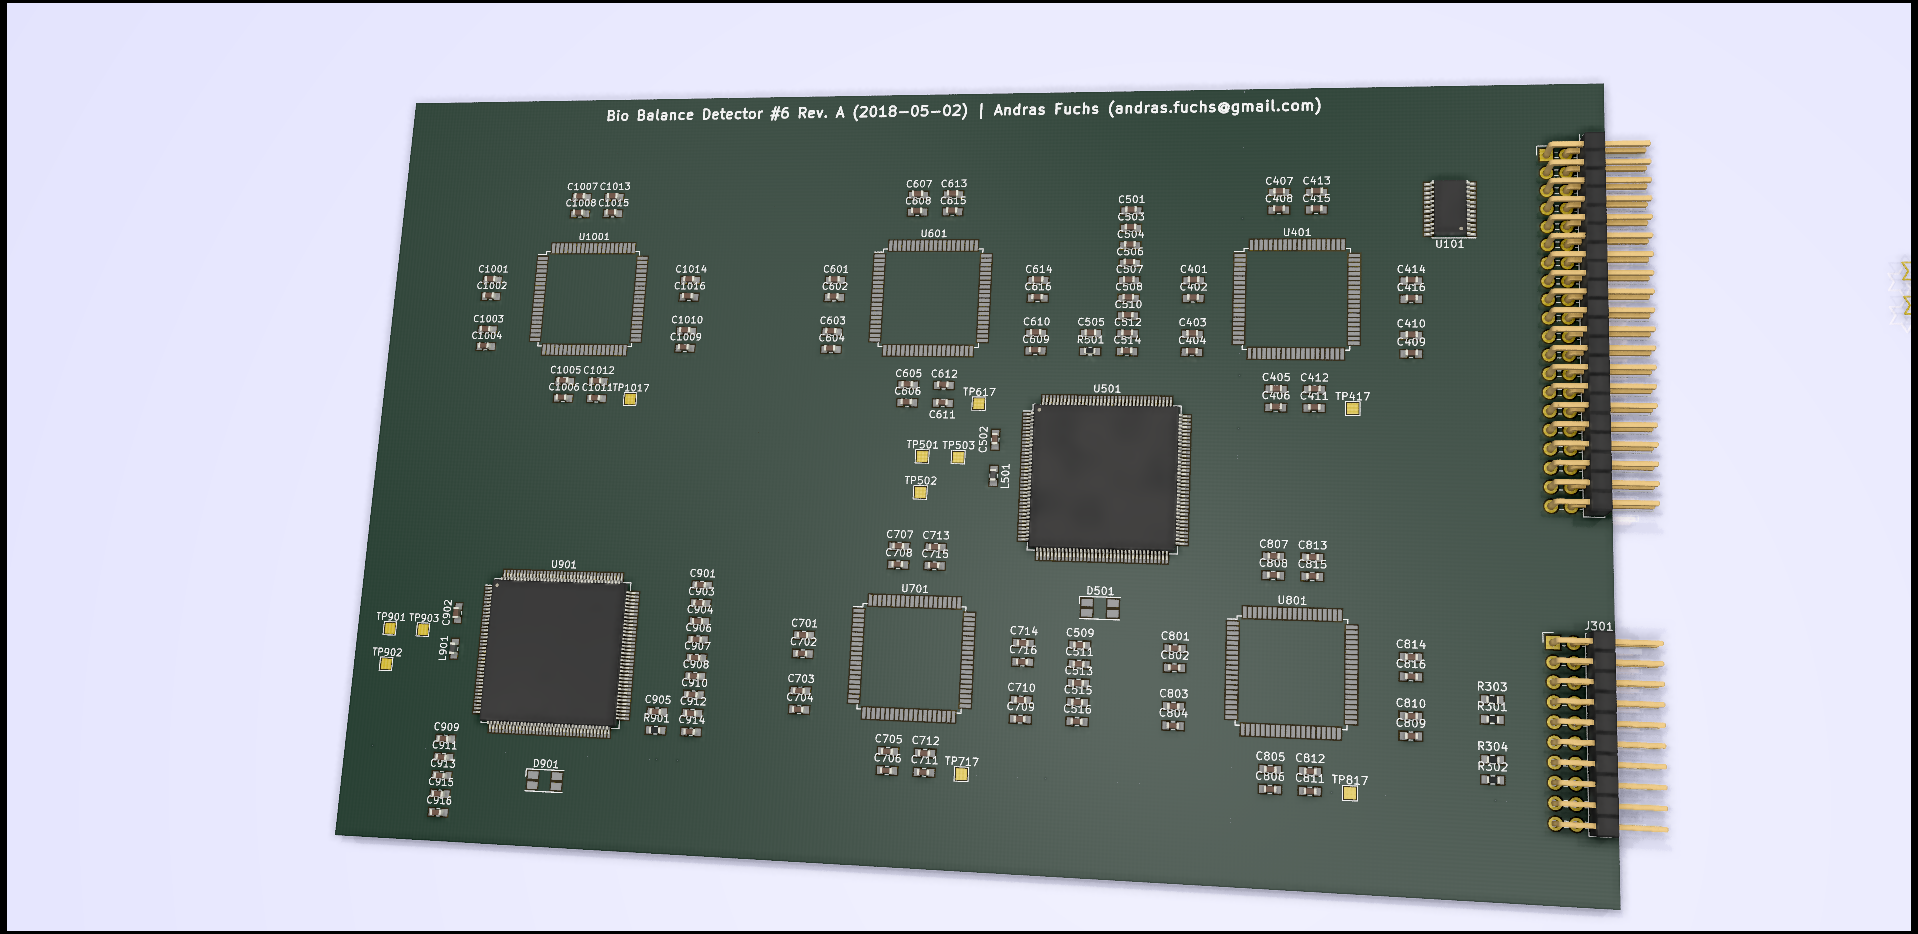 Bio Balance Detector #6 Rev. A (2018-05-02) | Andras Fuchs (andras.fuchs@gmail.com)
C1007 C1013
C1008 C1015
U1001
C1001
C1002
C1003
C1004
C1014
C1016
C1010
C1009
C1005 C1012
C1006 C1011 TP1017
C607 C613
C608 C615
U601
C601
C602
C603
C604
C614
C616
C610
C609
C605 C612
C606
C611
TP617
C501
C503
C504
C506
C507
C508
C510
C505 C512
R501 C514
C407 C413
C408 C415
U401
C401
C402
C403
C404
C414
C416
C410
C409
C405 C412
C406 C411 TP417
U101
U501
C502
L501
TP501 TP503
TP502
U901
C902
L901
TP901 TP903
TP902
C901
C903
C904
C906
C907
C908
C910
C905 C912
R901 C914
C909
C911
C913
C915
C916
D901
C707 C713
C708 C715
U701
C701
C702
C703
C704
C714
C716
C710
C709
C705 C712
C706 C711 TP717
D501
C509
C511
C513
C515
C516
C807 C813
C808 C815
U801
C801
C802
C803
C804
C814
C816
C810
C809
C805 C812
C806 C811 TP817
J301
R303
R301
R304
R302